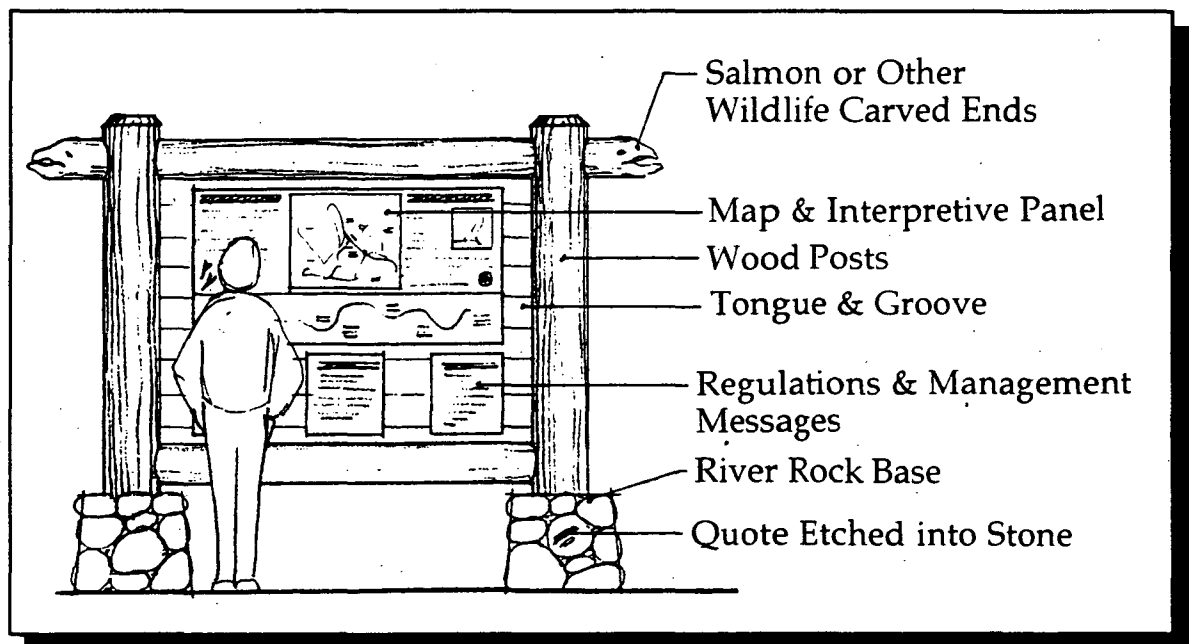 Salmon or Other
Wildlife Carved Ends
Map & Interpretive Panel
Wood Posts
Tongue & Groove
Regulations & Management
Messages
River Rock Base
Quote Etched into Stone